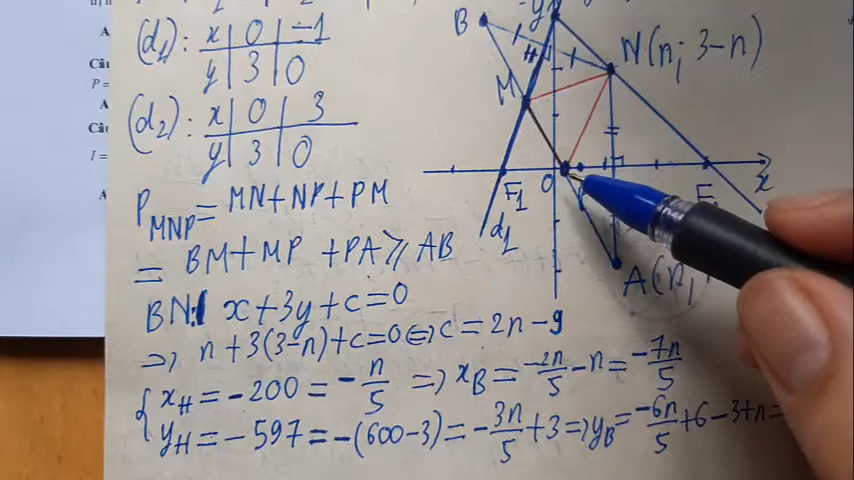 (d1): x | 0 | -1
y | 3 | 0
(d2): x | 0 | 3
y | 3 | 0
P_MNP = MN + NP + PM
= BM + MP + PA ≥ AB
BN: x + 3y + c = 0
=> n + 3(3-n) + c = 0 <=> c = 2n - 9
{ x_H = -200 = -n/5 => x_B = -2n/5 - n = -7n/5
y_H = -597 = -(600-3) = -3n/5 + 3 => y_B = -6n/5 + 6 - 3 + n =
B
y
N(n; 3-n)
H
M
F1
O
x
d1
A(n;
A
Câ
P =
A
Câu
I =
A